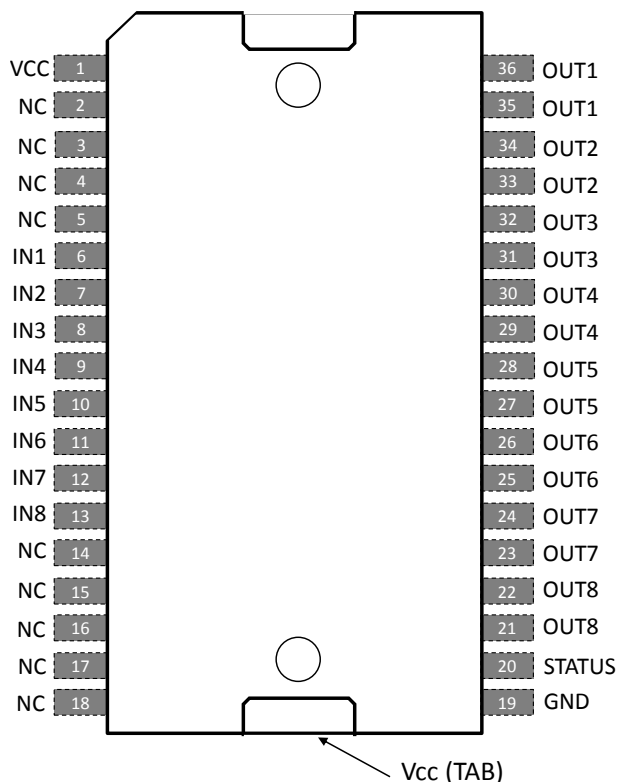 VCC 1 36 OUT1
NC 2 35 OUT1
NC 3 34 OUT2
NC 4 33 OUT2
NC 5 32 OUT3
IN1 6 31 OUT3
IN2 7 30 OUT4
IN3 8 29 OUT4
IN4 9 28 OUT5
IN5 10 27 OUT5
IN6 11 26 OUT6
IN7 12 25 OUT6
IN8 13 24 OUT7
NC 14 23 OUT7
NC 15 22 OUT8
NC 16 21 OUT8
NC 17 20 STATUS
NC 18 19 GND
Vcc (TAB)